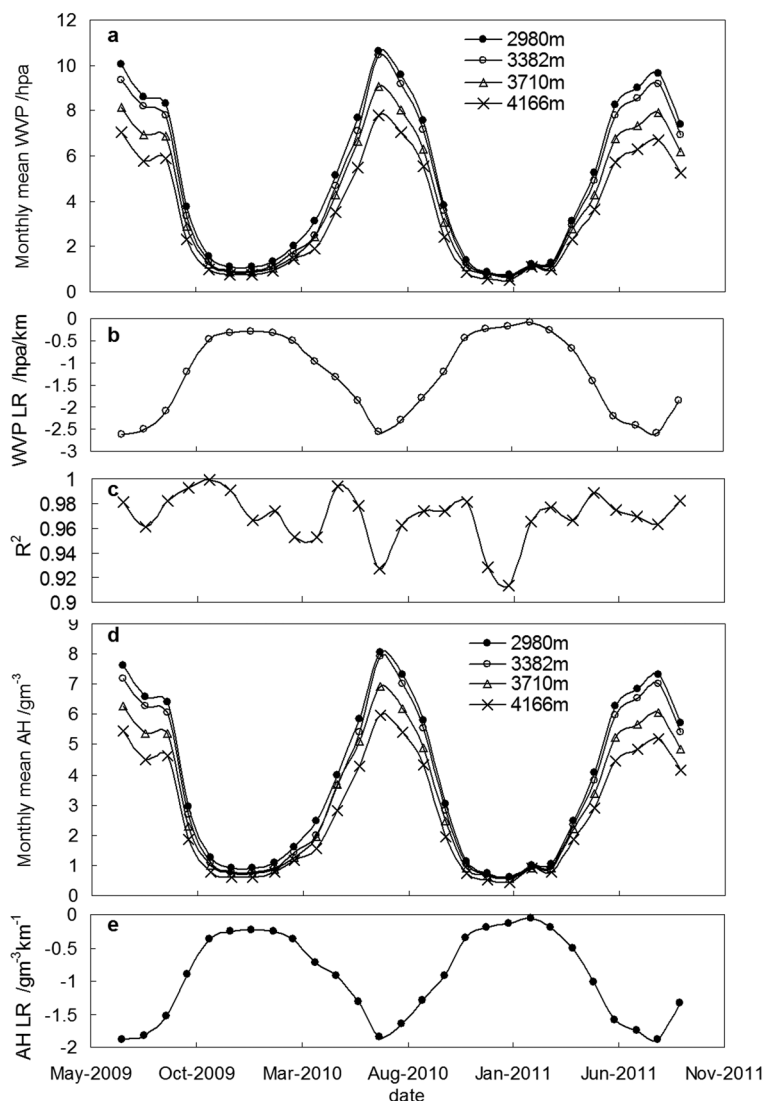 a
12
10
8
6
4
2
0
Monthly mean WVP /hpa
2980m
3382m
3710m
4166m
b
0
-0.5
-1
-1.5
-2
-2.5
-3
WVP LR /hpa/km
c
1
0.98
0.96
0.94
0.92
0.9
R²
d
9
8
7
6
5
4
3
2
1
0
Monthly mean AH /gm⁻³
2980m
3382m
3710m
4166m
e
0
-0.5
-1
-1.5
-2
AH LR /gm⁻³km⁻¹
May-2009 Oct-2009 Mar-2010 Aug-2010 Jan-2011 Jun-2011 Nov-2011
date